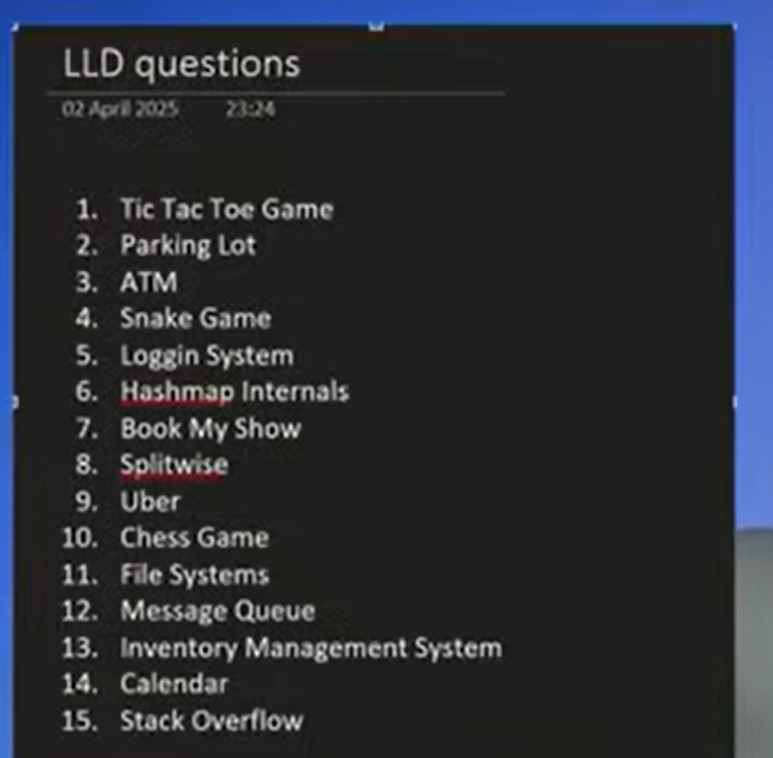 LLD questions
02 April 2025 23:24
1. Tic Tac Toe Game
2. Parking Lot
3. ATM
4. Snake Game
5. Loggin System
6. Hashmap Internals
7. Book My Show
8. Splitwise
9. Uber
10. Chess Game
11. File Systems
12. Message Queue
13. Inventory Management System
14. Calendar
15. Stack Overflow